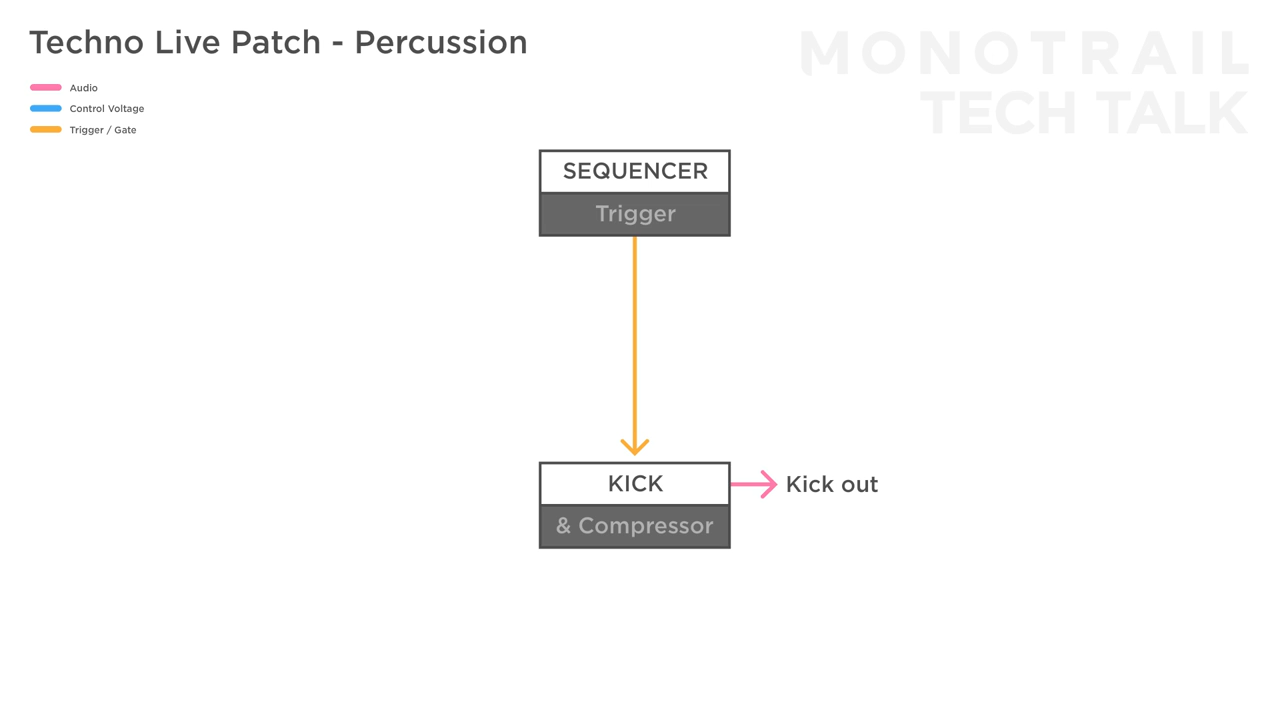 Techno Live Patch - Percussion
MONOTRAIL
TECH TALK
Audio
Control Voltage
Trigger / Gate
SEQUENCER
Trigger
KICK
& Compressor
Kick out